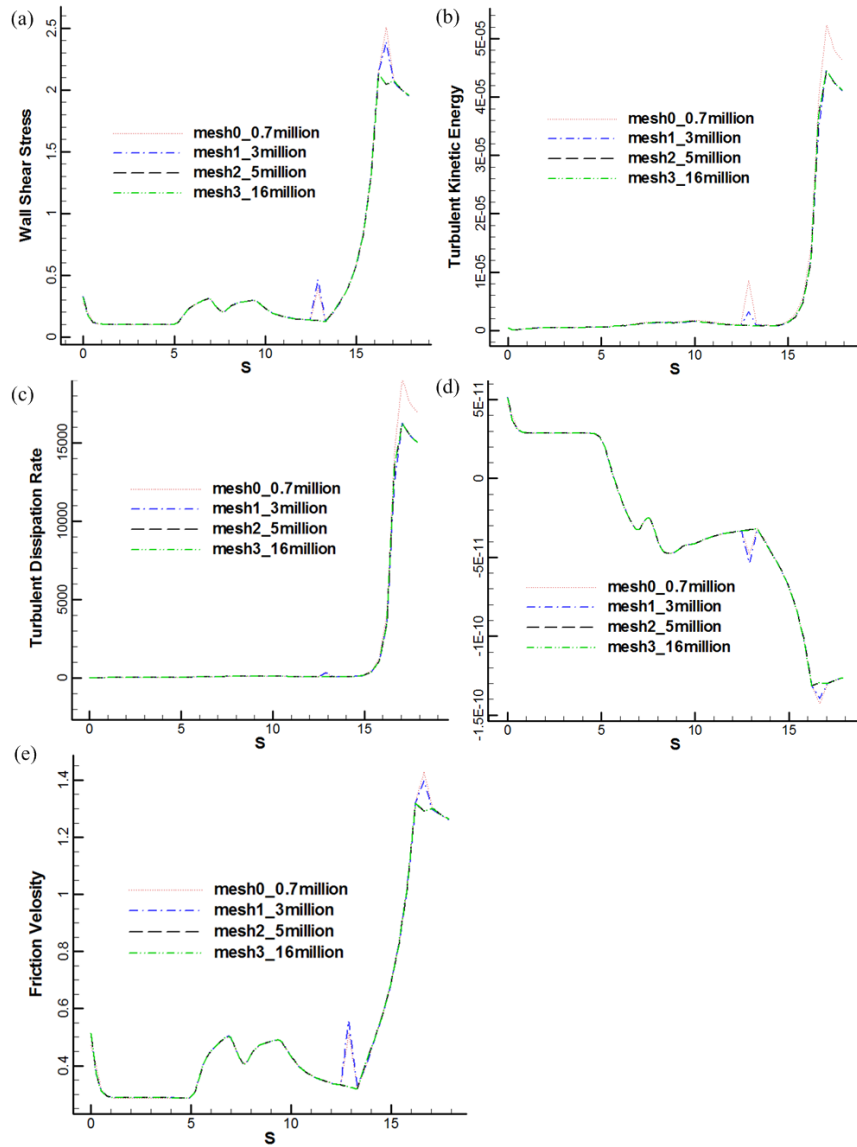 (a)
Wall Shear Stress
2.5
2
1.5
1
0.5
0
mesh0_0.7million
mesh1_3million
mesh2_5million
mesh3_16million
0 5 10 15
S
(b)
Turbulent Kinetic Energy
5E-05
4E-05
3E-05
2E-05
1E-05
0
mesh0_0.7million
mesh1_3million
mesh2_5million
mesh3_16million
0 5 10 15
S
(c)
Turbulent Dissipation Rate
15000
10000
5000
0
mesh0_0.7million
mesh1_3million
mesh2_5million
mesh3_16million
0 5 10 15
S
(d)
5E-11
0
-5E-11
-1E-10
-1.5E-10
mesh0_0.7million
mesh1_3million
mesh2_5million
mesh3_16million
0 5 10 15
S
(e)
Friction Velocity
1.4
1.2
1
0.8
0.6
0.4
mesh0_0.7million
mesh1_3million
mesh2_5million
mesh3_16million
0 5 10 15
S